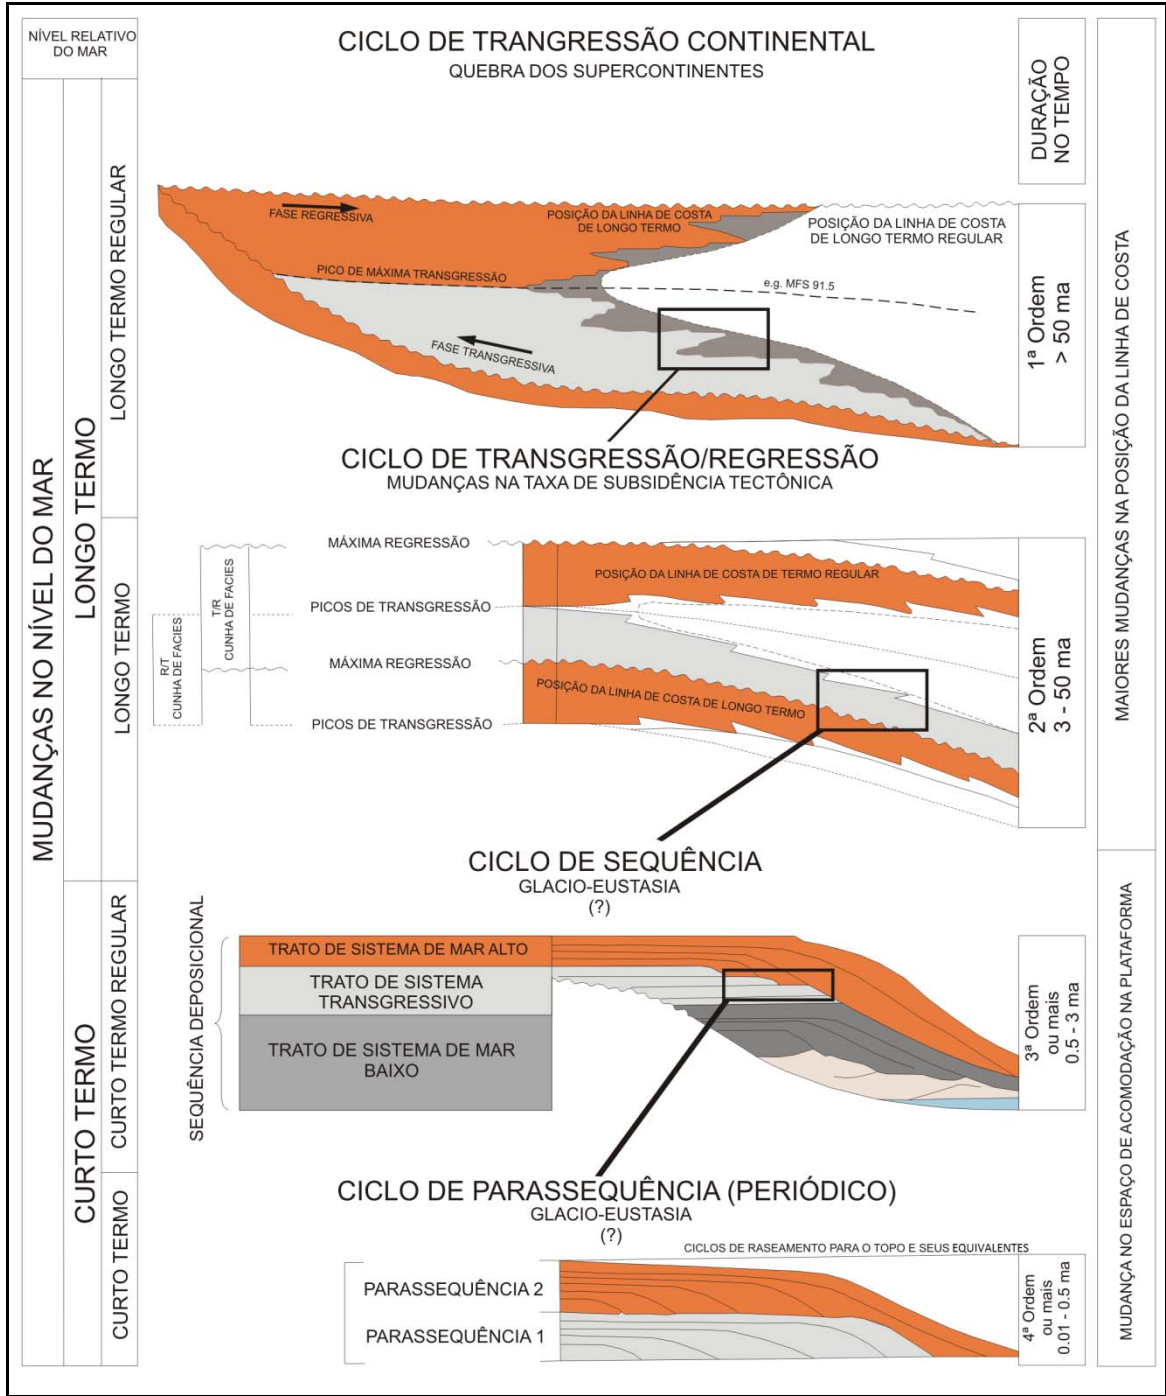 NÍVEL RELATIVO
DO MAR
CICLO DE TRANGRESSÃO CONTINENTAL
QUEBRA DOS SUPERCONTINENTES
DURAÇÃO
NO TEMPO
MUDANÇAS NO NÍVEL DO MAR
LONGO TERMO
LONGO TERMO REGULAR
FASE REGRESSIVA
POSIÇÃO DA LINHA DE COSTA
DE LONGO TERMO
POSIÇÃO DA LINHA DE COSTA
DE LONGO TERMO REGULAR
PICO DE MÁXIMA TRANSGRESSÃO
e.g. MFS 91.5
FASE TRANSGRESSIVA
1ª Ordem
> 50 ma
MAIORES MUDANÇAS NA POSIÇÃO DA LINHA DE COSTA
CICLO DE TRANSGRESSÃO/REGRESSÃO
MUDANÇAS NA TAXA DE SUBSIDÊNCIA TECTÔNICA
LONGO TERMO
R/T
CUNHA DE FACIES
T/R
CUNHA DE FACIES
MÁXIMA REGRESSÃO
PICOS DE TRANSGRESSÃO
MÁXIMA REGRESSÃO
PICOS DE TRANSGRESSÃO
POSIÇÃO DA LINHA DE COSTA DE TERMO REGULAR
POSIÇÃO DA LINHA DE COSTA DE LONGO TERMO
2ª Ordem
3 - 50 ma
CICLO DE SEQUÊNCIA
GLACIO-EUSTASIA
(?)
CURTO TERMO
CURTO TERMO REGULAR
SEQUÊNCIA DEPOSICIONAL
TRATO DE SISTEMA DE MAR ALTO
TRATO DE SISTEMA
TRANSGRESSIVO
TRATO DE SISTEMA DE MAR
BAIXO
3ª Ordem
ou mais
0.5 - 3 ma
MUDANÇA NO ESPAÇO DE ACOMODAÇÃO NA PLATAFORMA
CICLO DE PARASSEQUÊNCIA (PERIÓDICO)
GLACIO-EUSTASIA
(?)
CURTO TERMO
CICLOS DE RASEAMENTO PARA O TOPO E SEUS EQUIVALENTES
PARASSEQUÊNCIA 2
PARASSEQUÊNCIA 1
4ª Ordem
ou mais
0.01 - 0.5 ma